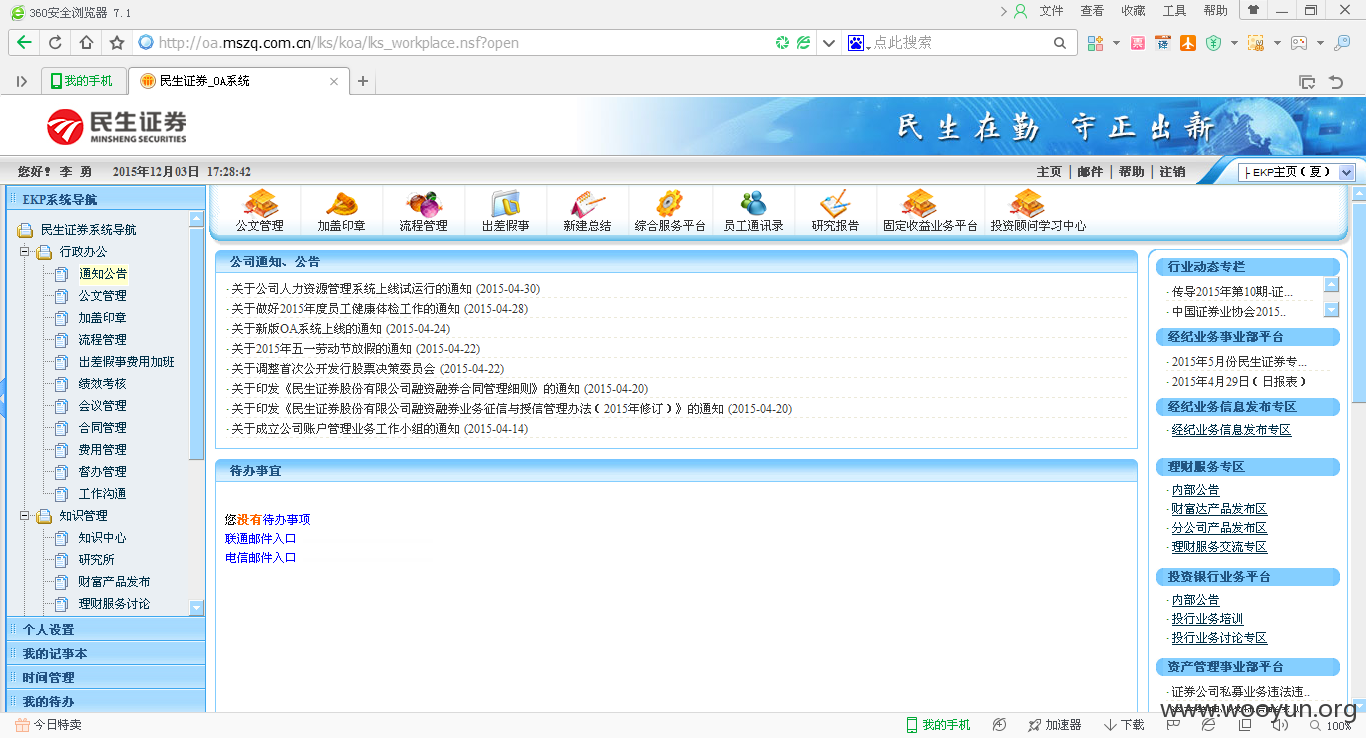 360安全浏览器 7.1
文件 查看 收藏 工具 帮助
http://oa.mszq.com.cn/lks/koa/lks_workplace.nsf?open
点此搜索
我的手机
民生证券_OA系统
民生证券
MINSHENG SECURITIES
民生在勤 守正出新
您好! 李 勇 2015年12月03日 17:28:42
主页 | 邮件 | 帮助 | 注销
├ EKP主页(夏)
EKP系统导航
民生证券系统导航
行政办公
通知公告
公文管理
加盖印章
流程管理
出差假事费用加班
绩效考核
会议管理
合同管理
费用管理
督办管理
工作沟通
知识管理
知识中心
研究所
财富产品发布
理财服务讨论
个人设置
我的记事本
时间管理
我的待办
公文管理
加盖印章
流程管理
出差假事
新建总结
综合服务平台
员工通讯录
研究报告
固定收益业务平台
投资顾问学习中心
公司通知、公告
·关于公司人力资源管理系统上线试运行的通知 (2015-04-30)
·关于做好2015年度员工健康体检工作的通知 (2015-04-28)
·关于新版OA系统上线的通知 (2015-04-24)
·关于2015年五一劳动节放假的通知 (2015-04-22)
·关于调整首次公开发行股票决策委员会 (2015-04-22)
·关于印发《民生证券股份有限公司融资融券合同管理细则》的通知 (2015-04-20)
·关于印发《民生证券股份有限公司融资融券业务征信与授信管理办法(2015年修订)》的通知 (2015-04-20)
·关于成立公司账户管理业务工作小组的通知 (2015-04-14)
待办事宜
您没有待办事项
联通邮件入口
电信邮件入口
行业动态专栏
·传导2015年第10期-证...
·中国证券业协会2015..
经纪业务事业部平台
·2015年5月份民生证券专...
·2015年4月29日(日报表)
经纪业务信息发布专区
·经纪业务信息发布专区
理财服务专区
·内部公告
·财富达产品发布区
·分公司产品发布区
·理财服务交流专区
投资银行业务平台
·内部公告
·投行业务培训
·投行业务讨论专区
资产管理事业部平台
·证券公司私募业务违法违..
www.wooyun.org
今日特卖
我的手机
加速器
下载
100%